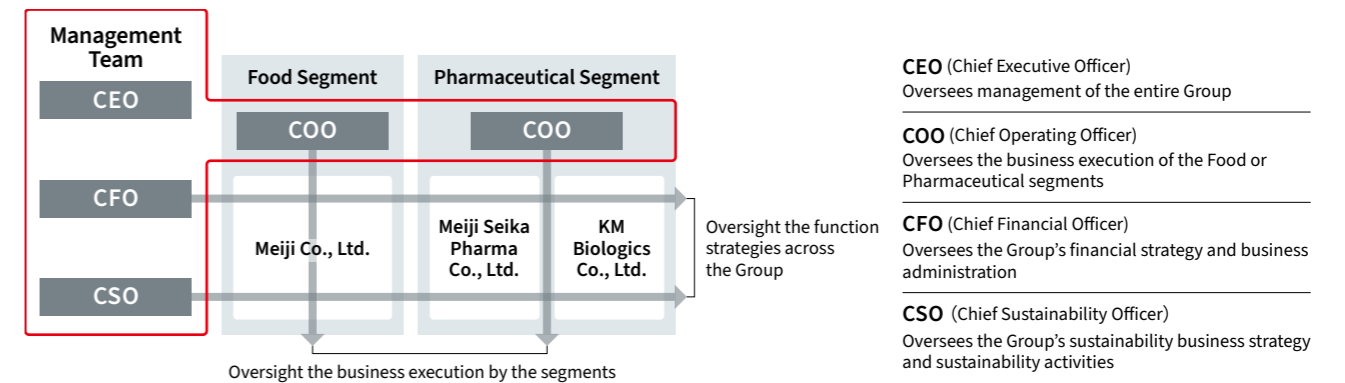 Management
Team
CEO
CFO
CSO
Food Segment
COO
Meiji Co., Ltd.
Pharmaceutical Segment
COO
Meiji Seika
Pharma
Co., Ltd.
KM
Biologics
Co., Ltd.
Oversight the function
strategies across
the Group
Oversight the business execution by the segments
CEO (Chief Executive Officer)
Oversees management of the entire Group
COO (Chief Operating Officer)
Oversees the business execution of the Food or
Pharmaceutical segments
CFO (Chief Financial Officer)
Oversees the Group's financial strategy and business
administration
CSO (Chief Sustainability Officer)
Oversees the Group's sustainability business strategy
and sustainability activities